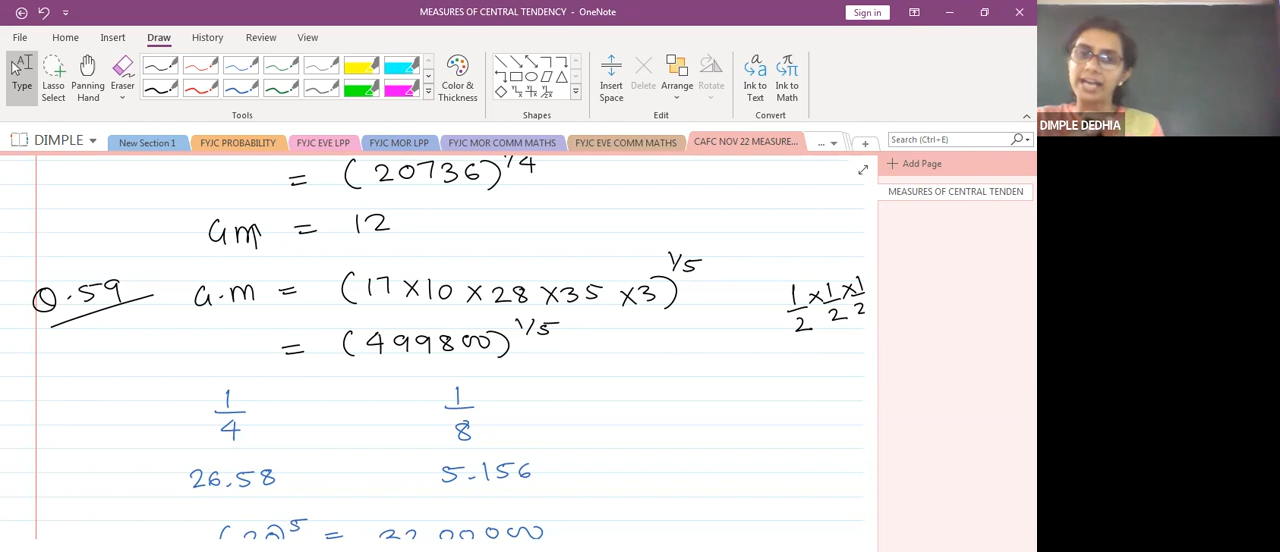 MEASURES OF CENTRAL TENDENCY - OneNote
Sign in
File Home Insert Draw History Review View
Type
Lasso Select
Panning Hand
Eraser
Color & Thickness
Insert Space
Delete
Arrange
Rotate
Ink to Text
Ink to Math
Tools
Shapes
Edit
Convert
DIMPLE
New Section 1
FYJC PROBABILITY
FYJC EVE LPP
FYJC MOR LPP
FYJC MOR COMM MATHS
FYJC EVE COMM MATHS
CAFC NOV 22 MEASURE...
Search (Ctrl+E)
Add Page
MEASURES OF CENTRAL TENDEN
DIMPLE DEDHIA
= (20736)^1/4
G m = 12
Q.59 G.m = (17 × 10 × 28 × 35 × 3)^1/5
1/2 × 1/2 × 1/2
= (499800)^1/5
1/4 1/8
26.58 5.156